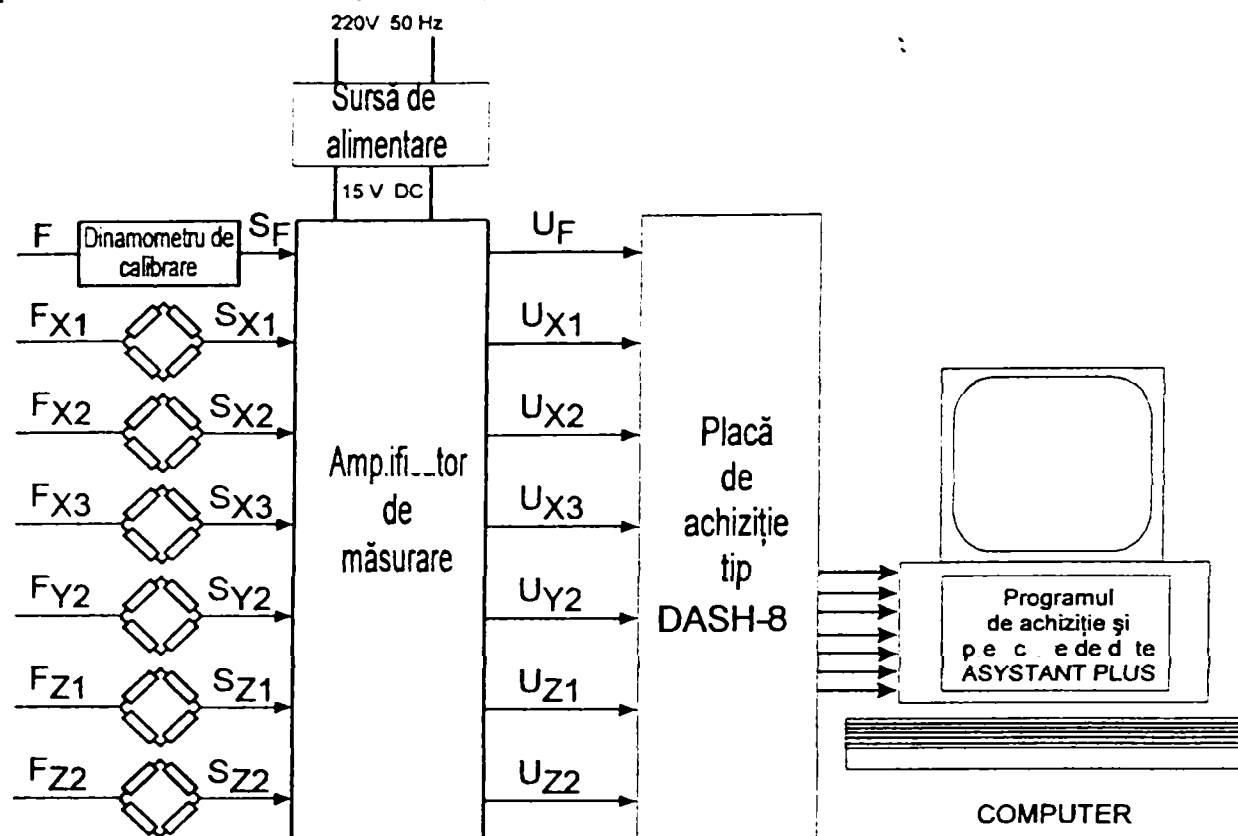 220V 50 Hz
Sursă de
alimentare
15 V DC
F
Dinamometru de
calibrare
SF
UF
FX1
SX1
UX1
FX2
SX2
UX2
FX3
SX3
UX3
FY2
SY2
UY2
FZ1
SZ1
UZ1
FZ2
SZ2
UZ2
de
măsurare
Placă
de
achiziție
tip
DASH-8
Programul
de achiziție și
ASYSTANT PLUS
COMPUTER